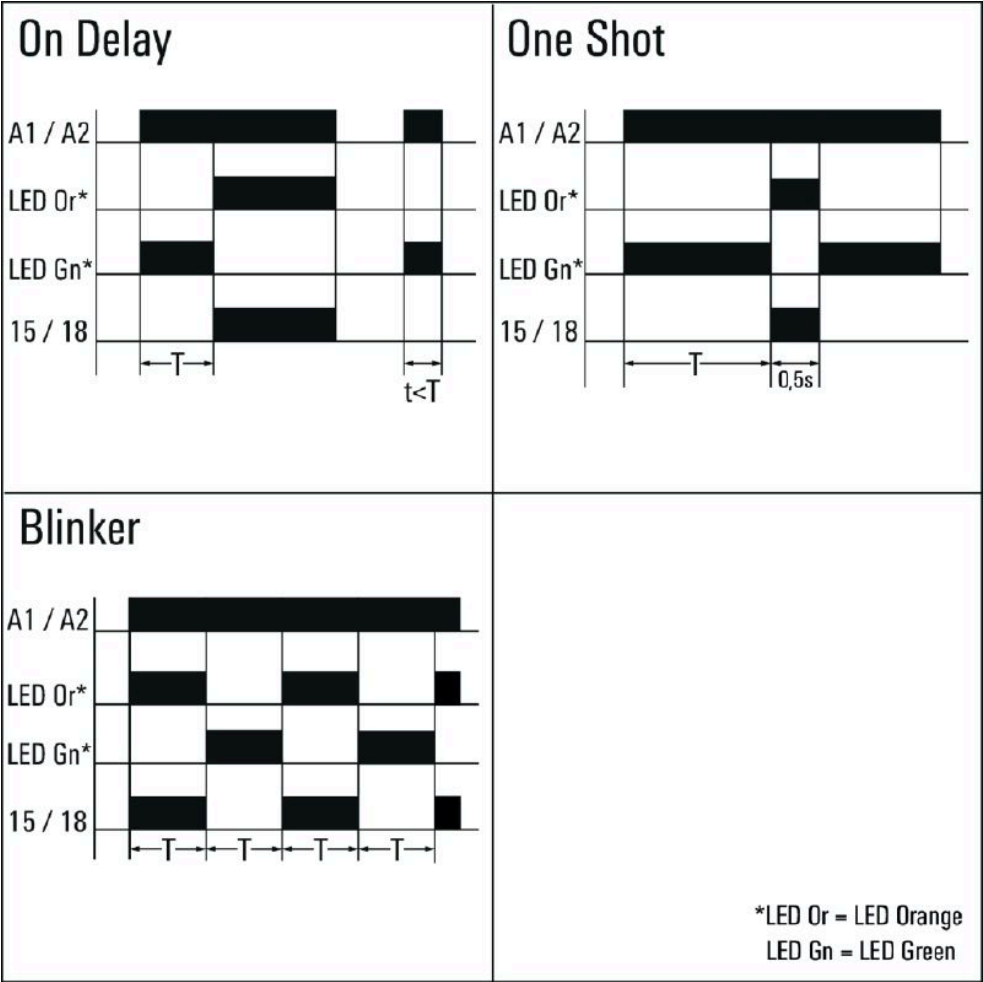 On Delay
A1 / A2
LED Or*
LED Gn*
15 / 18
T
t<T
One Shot
A1 / A2
LED Or*
LED Gn*
15 / 18
T
0,5s
Blinker
A1 / A2
LED Or*
LED Gn*
15 / 18
T T T T
*LED Or = LED Orange
LED Gn = LED Green